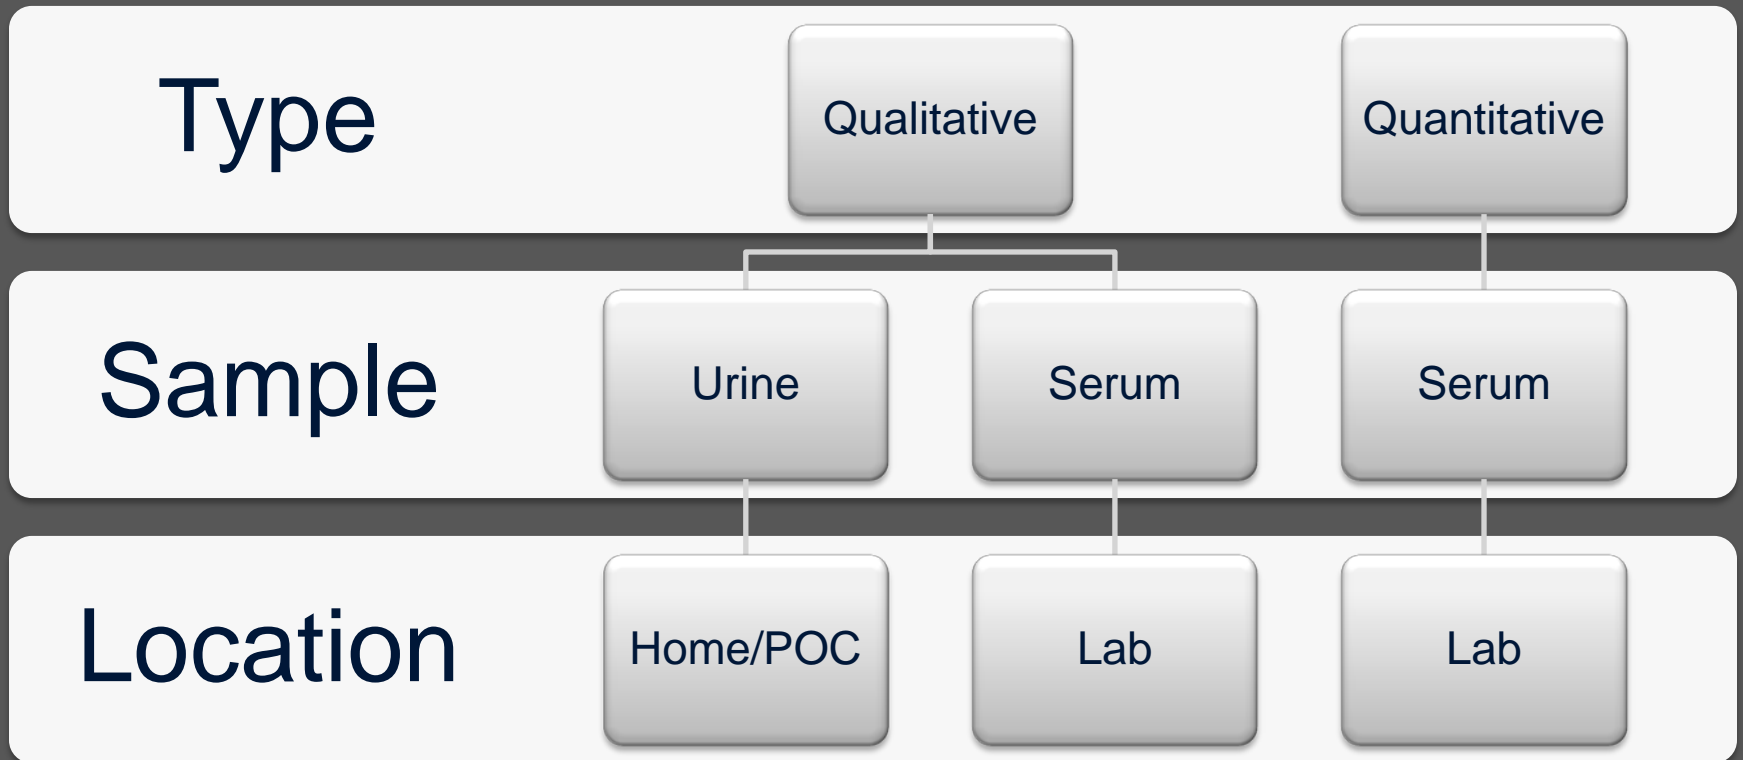 Type
Qualitative
Quantitative
Sample
Urine
Serum
Serum
Location
Home/POC
Lab
Lab